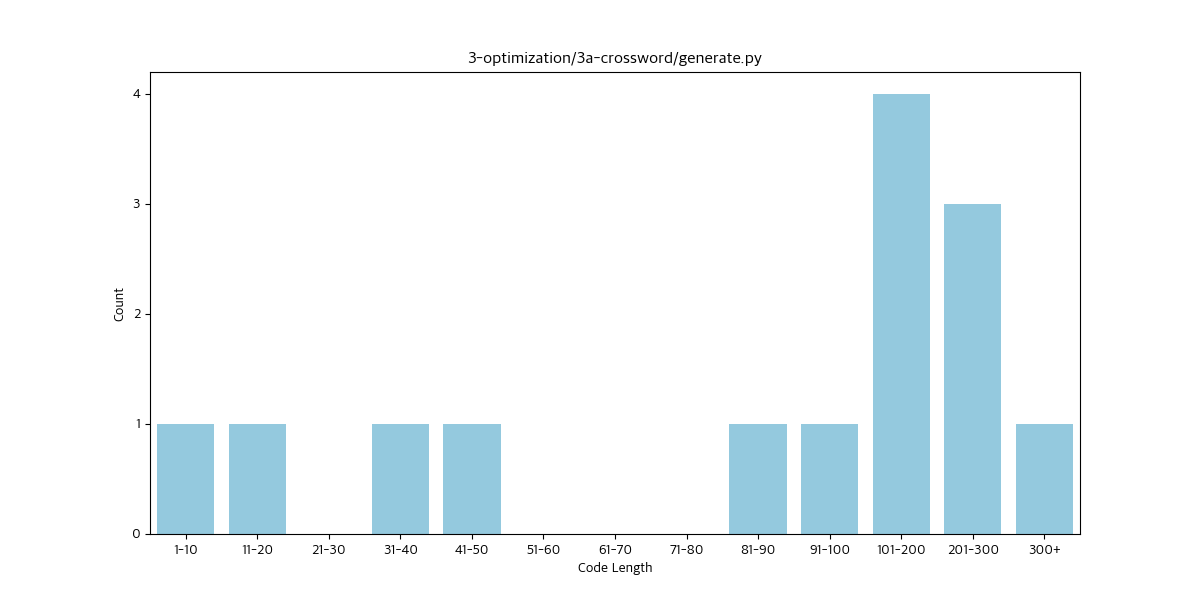 3-optimization/3a-crossword/generate.py
4
3
2
1
0
Count
1-10 11-20 21-30 31-40 41-50 51-60 61-70 71-80 81-90 91-100 101-200 201-300 300+
Code Length